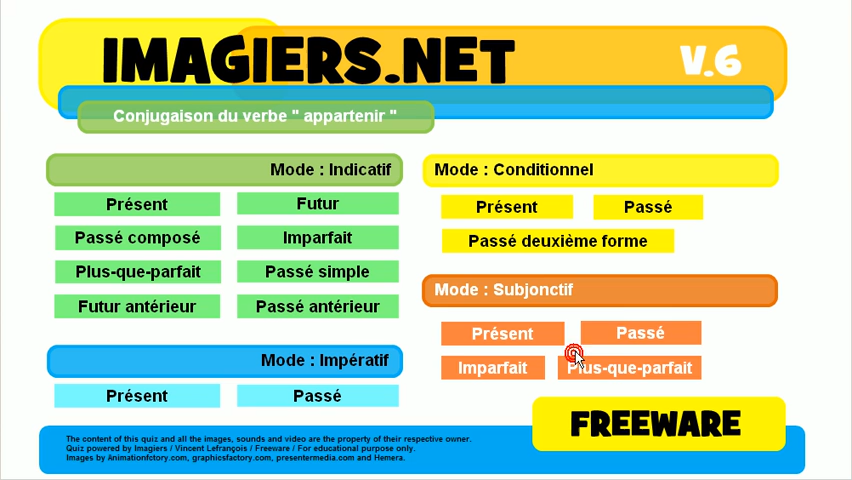 IMAGIERS.NET
V.6
Conjugaison du verbe " appartenir "
Mode : Indicatif
Présent
Futur
Passé composé
Imparfait
Plus-que-parfait
Passé simple
Futur antérieur
Passé antérieur
Mode : Impératif
Présent
Passé
Mode : Conditionnel
Présent
Passé
Passé deuxième forme
Mode : Subjonctif
Présent
Passé
Imparfait
Plus-que-parfait
FREEWARE
The content of this quiz and all the images, sounds and video are the property of their respective owner.
Quiz powered by Imagiers / Vincent Lefrançois / Freeware / For educational purpose only.
Images by Animationfctory.com, graphicsfactory.com, presentermedia.com and Hemera.